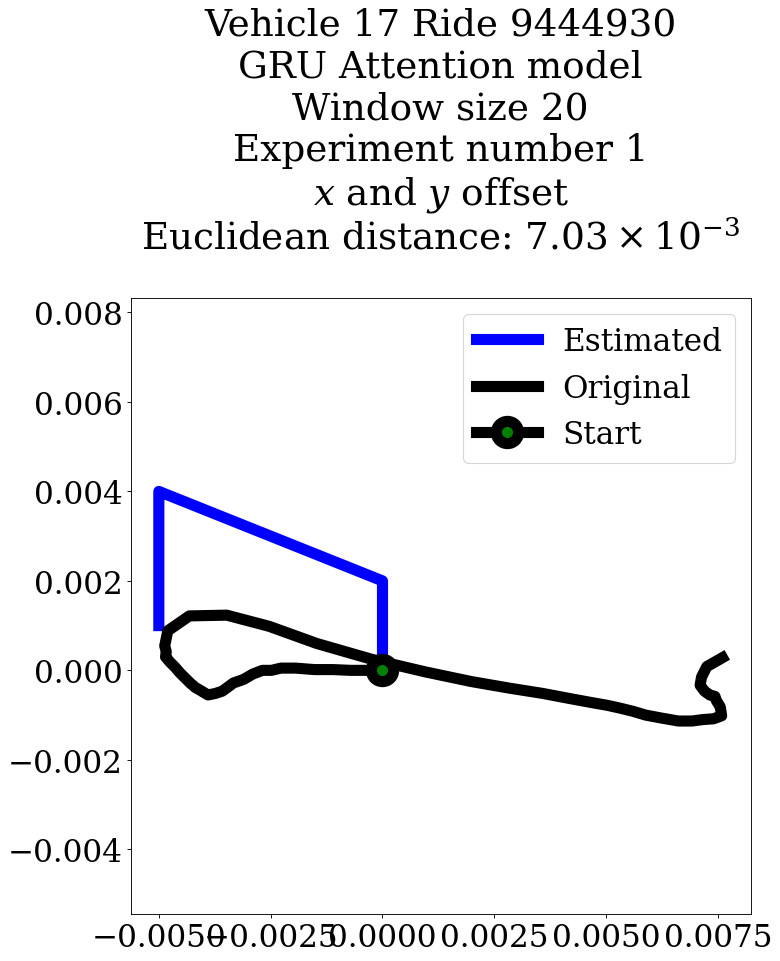 Vehicle 17 Ride 9444930
GRU Attention model
Window size 20
Experiment number 1
x and y offset
Euclidean distance: 7.03 × 10⁻³
0.008
0.006
0.004
0.002
0.000
−0.002
−0.004
Estimated
Original
Start
−0.0050 −0.0025 0.0000 0.0025 0.0050 0.0075